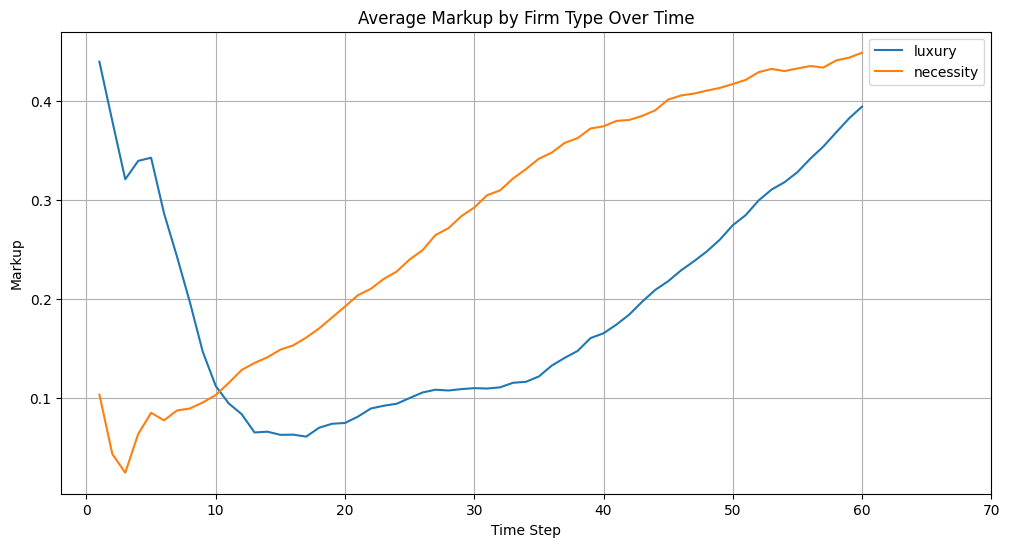 Average Markup by Firm Type Over Time
luxury
necessity
Markup
0.4
0.3
0.2
0.1
0 10 20 30 40 50 60 70
Time Step